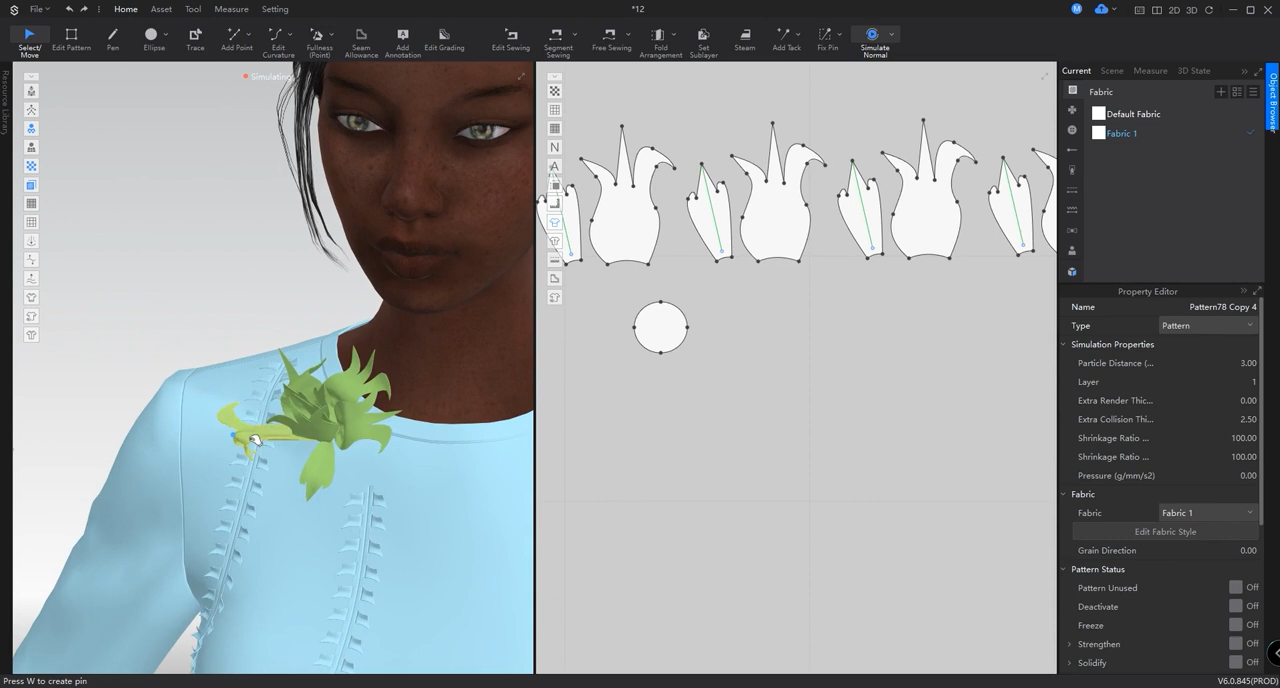 File
Home
Asset
Tool
Measure
Setting
*12
M
2D
3D
Select/
Move
Edit Pattern
Pen
Ellipse
Trace
Add Point
Edit
Curvature
Fullness
(Point)
Seam
Allowance
Add
Annotation
Edit Grading
Edit Sewing
Segment
Sewing
Free Sewing
Fold
Arrangement
Set
Sublayer
Steam
Add Tack
Fix Pin
Simulate
Normal
Resource Library
Simulating
Current
Scene
Measure
3D State
Object Browser
Fabric
Default Fabric
Fabric 1
Property Editor
Name
Pattern78 Copy 4
Type
Pattern
Simulation Properties
Particle Distance (...
3.00
Layer
1
Extra Render Thic...
0.00
Extra Collision Thi...
2.50
Shrinkage Ratio ...
100.00
Shrinkage Ratio ...
100.00
Pressure (g/mm/s2)
0.00
Fabric
Fabric
Fabric 1
Edit Fabric Style
Grain Direction
0.00
Pattern Status
Pattern Unused
Off
Deactivate
Off
Freeze
Off
Strengthen
Off
Solidify
Off
Press W to create pin
V6.0.845(PROD)